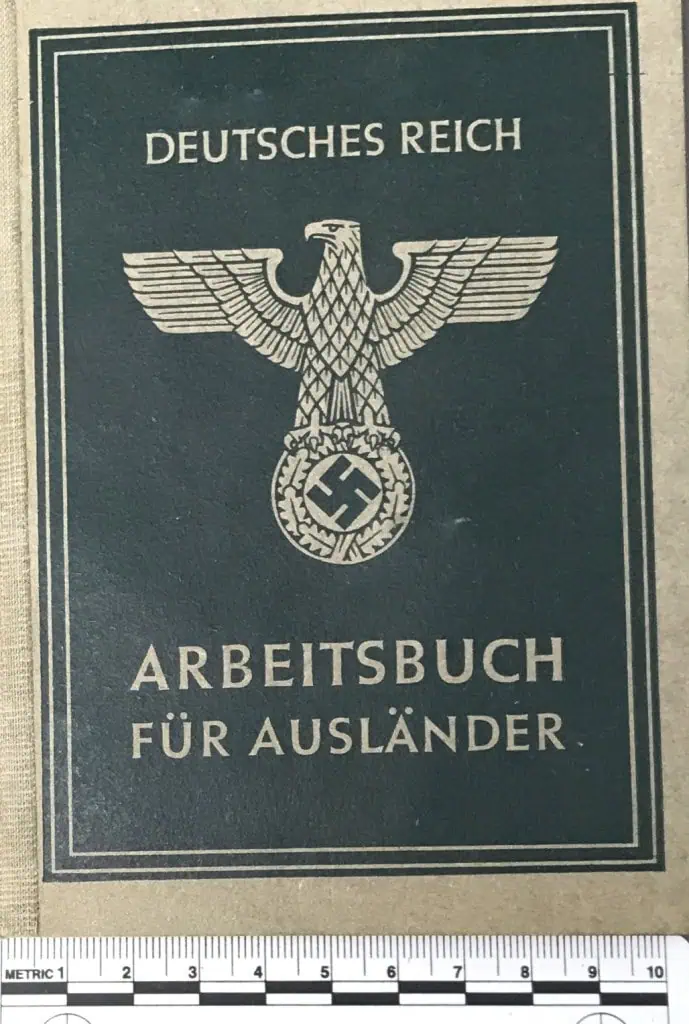 DEUTSCHES REICH
ARBEITSBUCH
FÜR AUSLÄNDER
METRIC 1 2 3 4 5 6 7 8 9 10